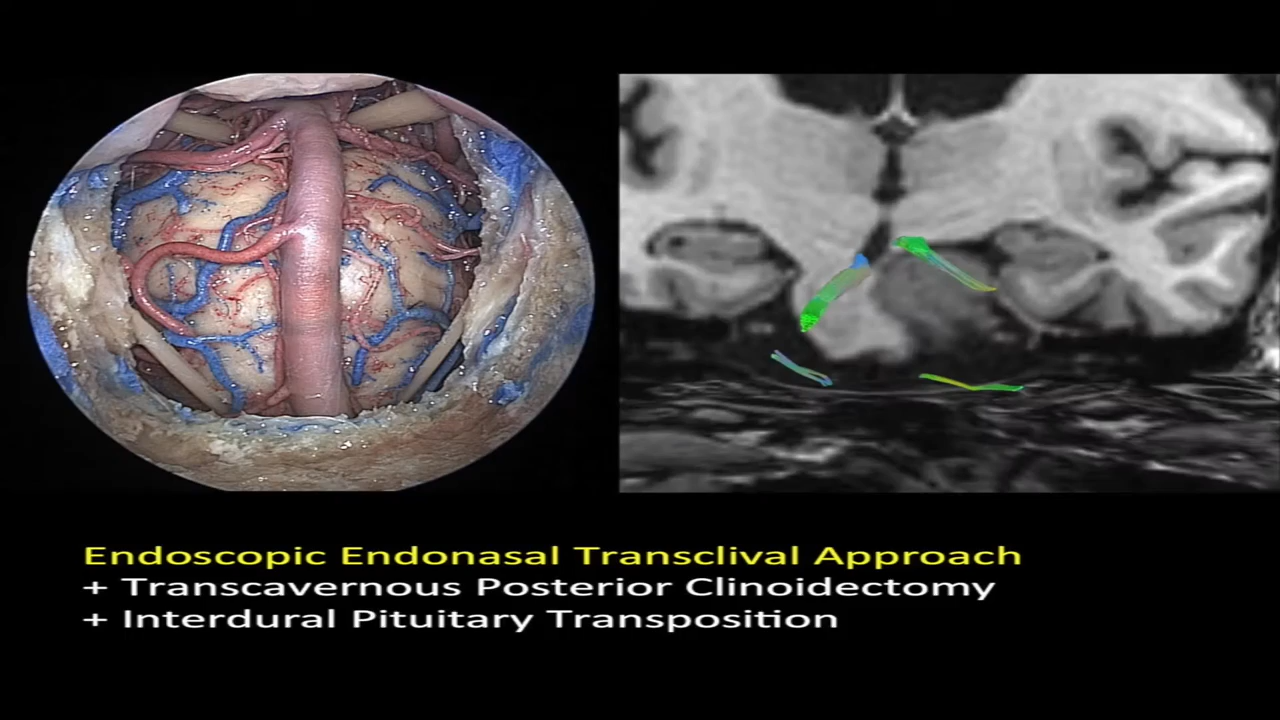 Endoscopic Endonasal Transclival Approach
+ Transcavernous Posterior Clinoidectomy
+ Interdural Pituitary Transposition